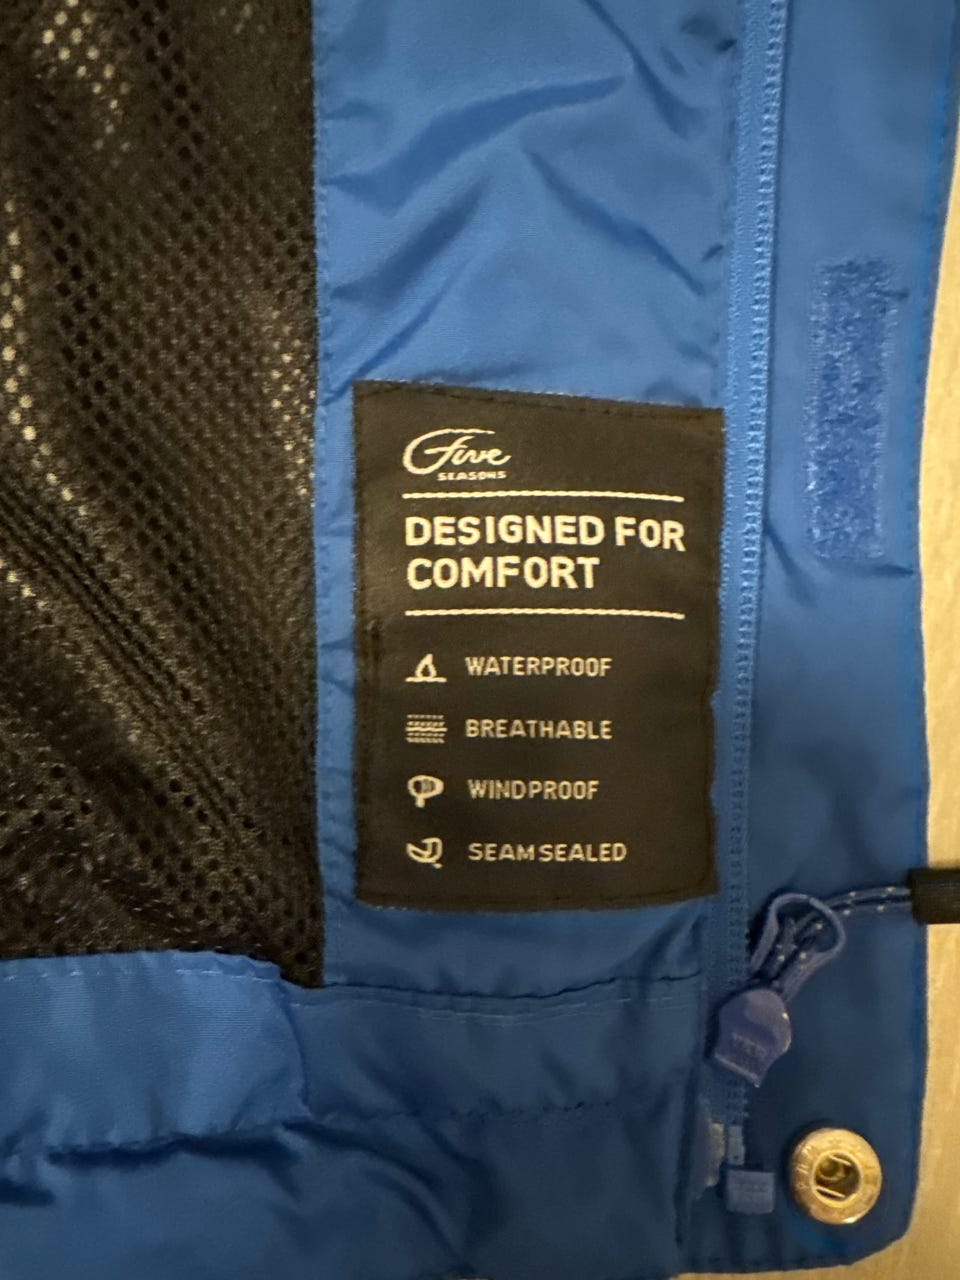 Five
SEASONS
DESIGNED FOR
COMFORT
WATERPROOF
BREATHABLE
WINDPROOF
SEAM SEALED